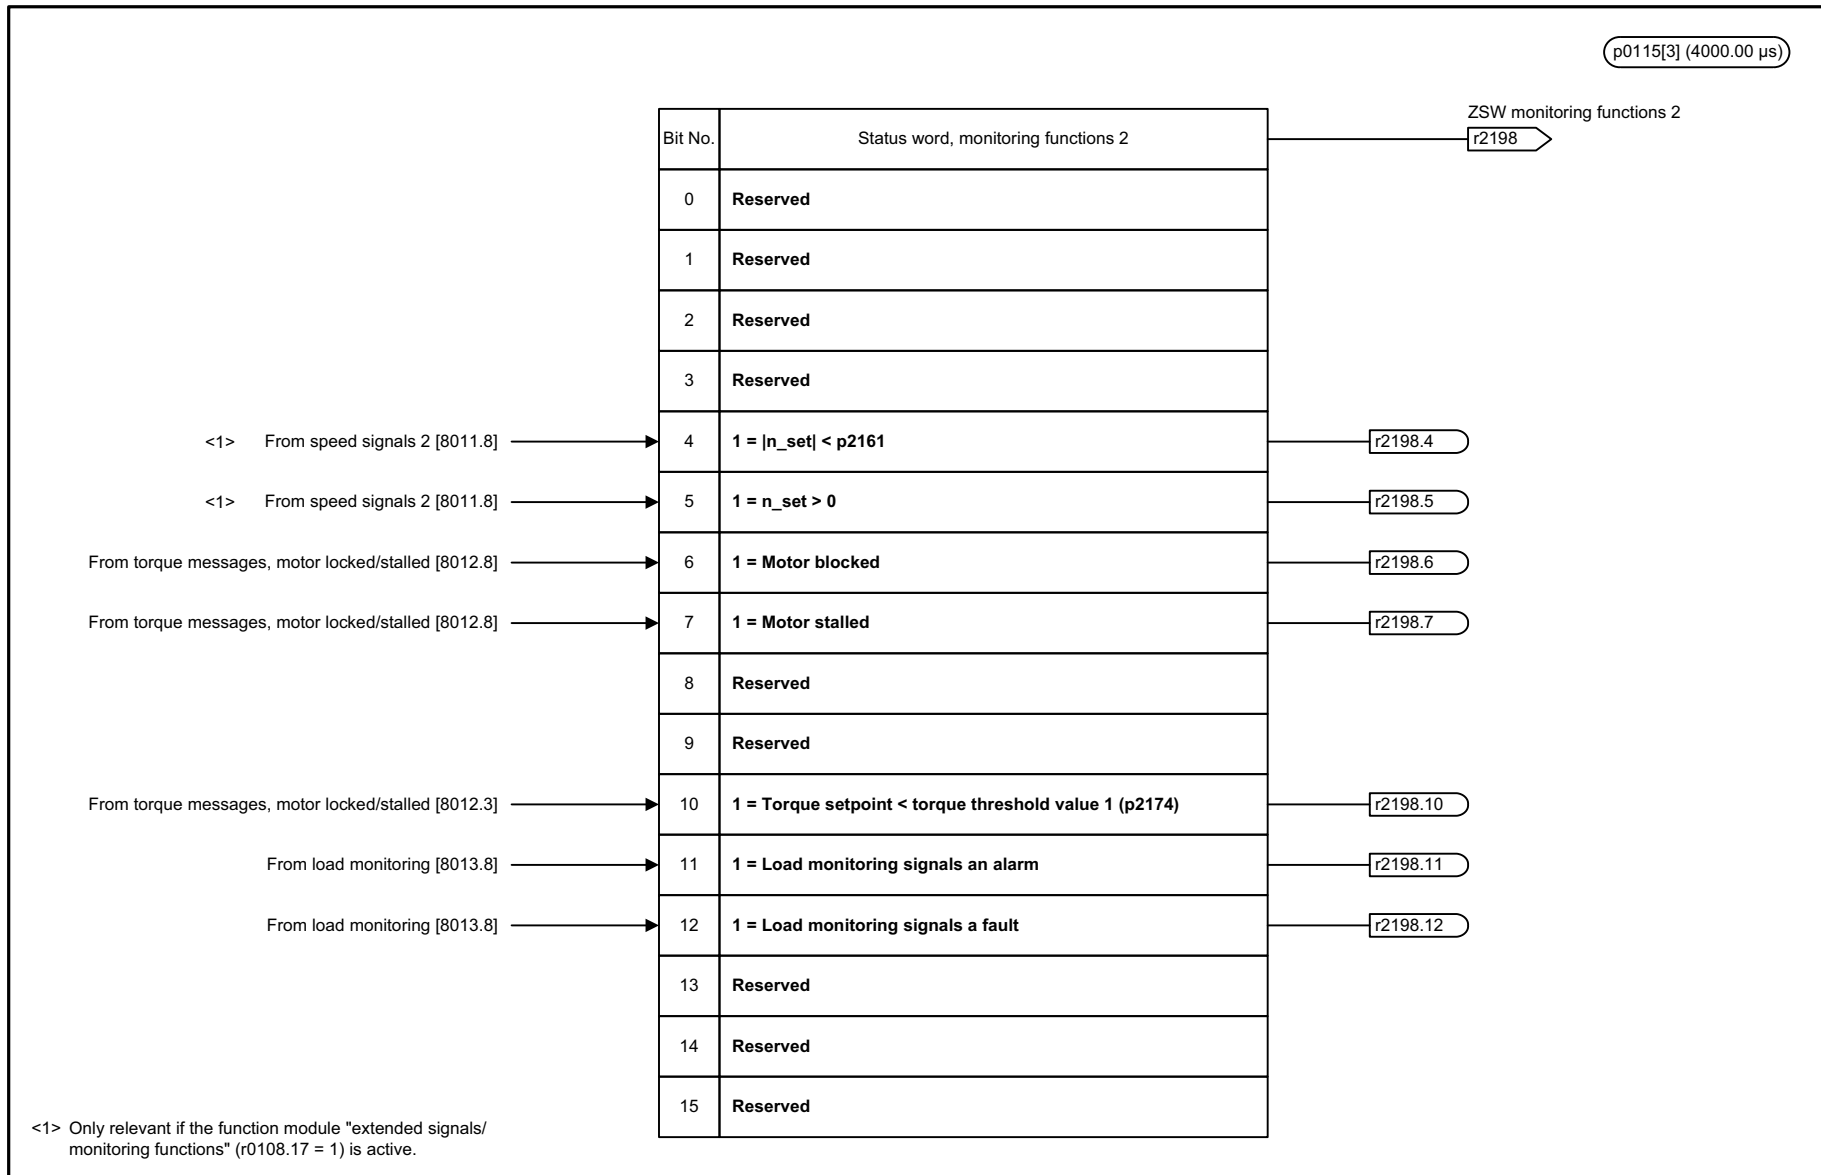 p0115[3] (4000.00 µs)
ZSW monitoring functions 2
Bit No. Status word, monitoring functions 2 r2198
0 Reserved
1 Reserved
2 Reserved
3 Reserved
<1> From speed signals 2 [8011.8] 4 1 = |n_set| < p2161 r2198.4
<1> From speed signals 2 [8011.8] 5 1 = n_set > 0 r2198.5
From torque messages, motor locked/stalled [8012.8] 6 1 = Motor blocked r2198.6
From torque messages, motor locked/stalled [8012.8] 7 1 = Motor stalled r2198.7
8 Reserved
9 Reserved
From torque messages, motor locked/stalled [8012.3] 10 1 = Torque setpoint < torque threshold value 1 (p2174) r2198.10
From load monitoring [8013.8] 11 1 = Load monitoring signals an alarm r2198.11
From load monitoring [8013.8] 12 1 = Load monitoring signals a fault r2198.12
13 Reserved
14 Reserved
15 Reserved
<1> Only relevant if the function module "extended signals/
monitoring functions" (r0108.17 = 1) is active.